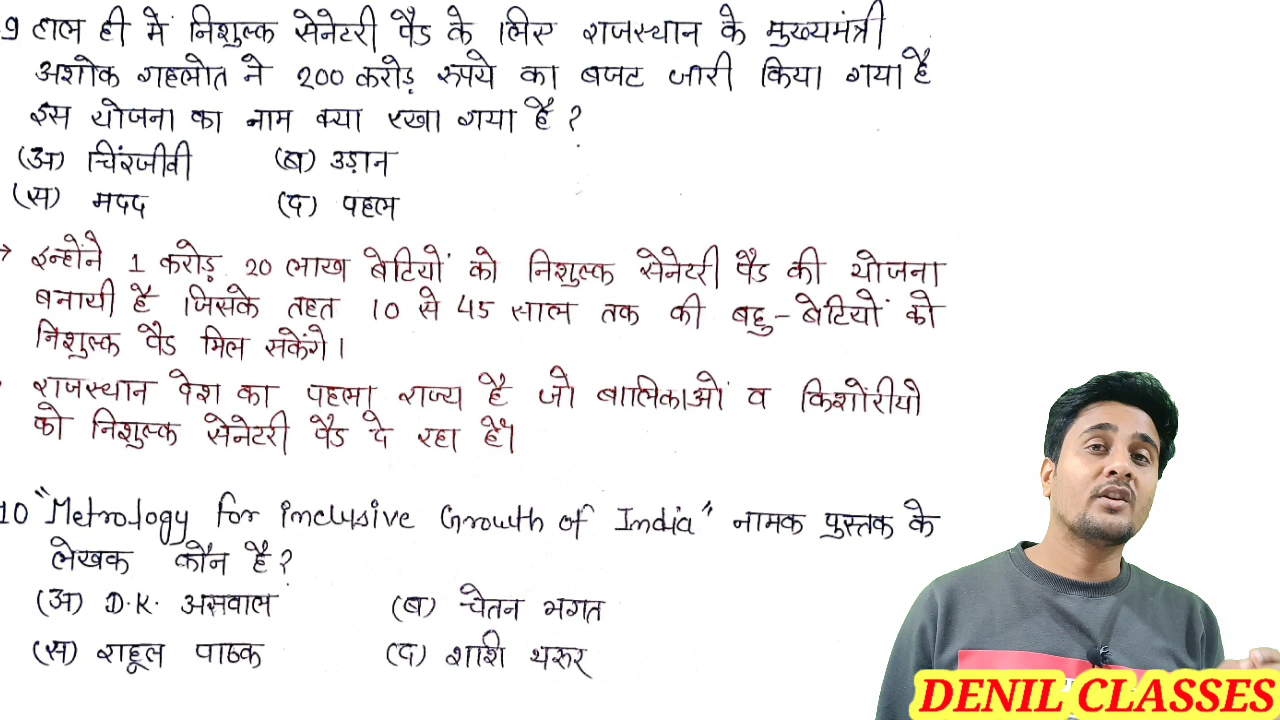 9 हाल ही में निशुल्क सेनेटरी पैड के लिए राजस्थान के मुख्यमंत्री
अशोक गहलोत ने 200 करोड़ रुपये का बजट जारी किया गया है
इस योजना का नाम क्या रखा गया है ?
(अ) चिंरजीवी (ब) उड़ान
(स) मदद (द) पहल
→ इन्होंने 1 करोड़ 20 लाख बेटियों को निशुल्क सेनेटरी पैड की योजना
बनायी है जिसके तहत 10 से 45 साल तक की बहु-बेटियों को
निशुल्क पैड मिल सकेंगे।
राजस्थान देश का पहला राज्य है जो बालिकाओं व किशोंरीयो
को निशुल्क सेनेटरी पैड दे रहा है।
10 "Metrology for inclusive Growth of India" नामक पुस्तक के
लेखक कौन है ?
(अ) D.K. असवाल (ब) चेतन भगत
(स) राहूल पाठक (द) शशि थरूर
DENIL CLASSES